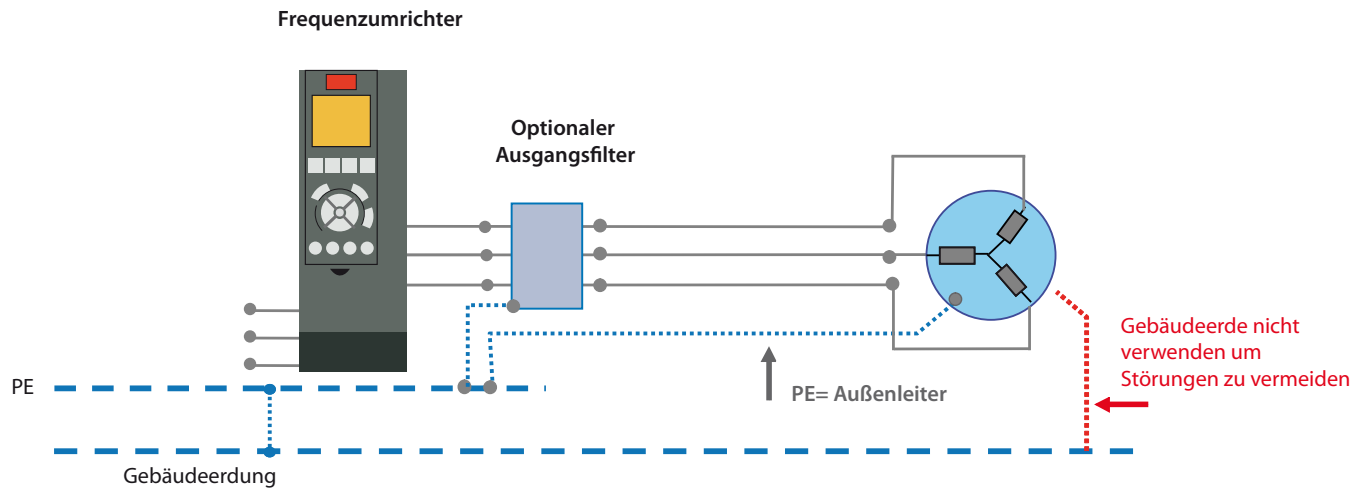 Frequenzumrichter
Optionaler
Ausgangsfilter
Gebäudeerde nicht
verwenden um
Störungen zu vermeiden
PE
PE= Außenleiter
Gebäudeerdung